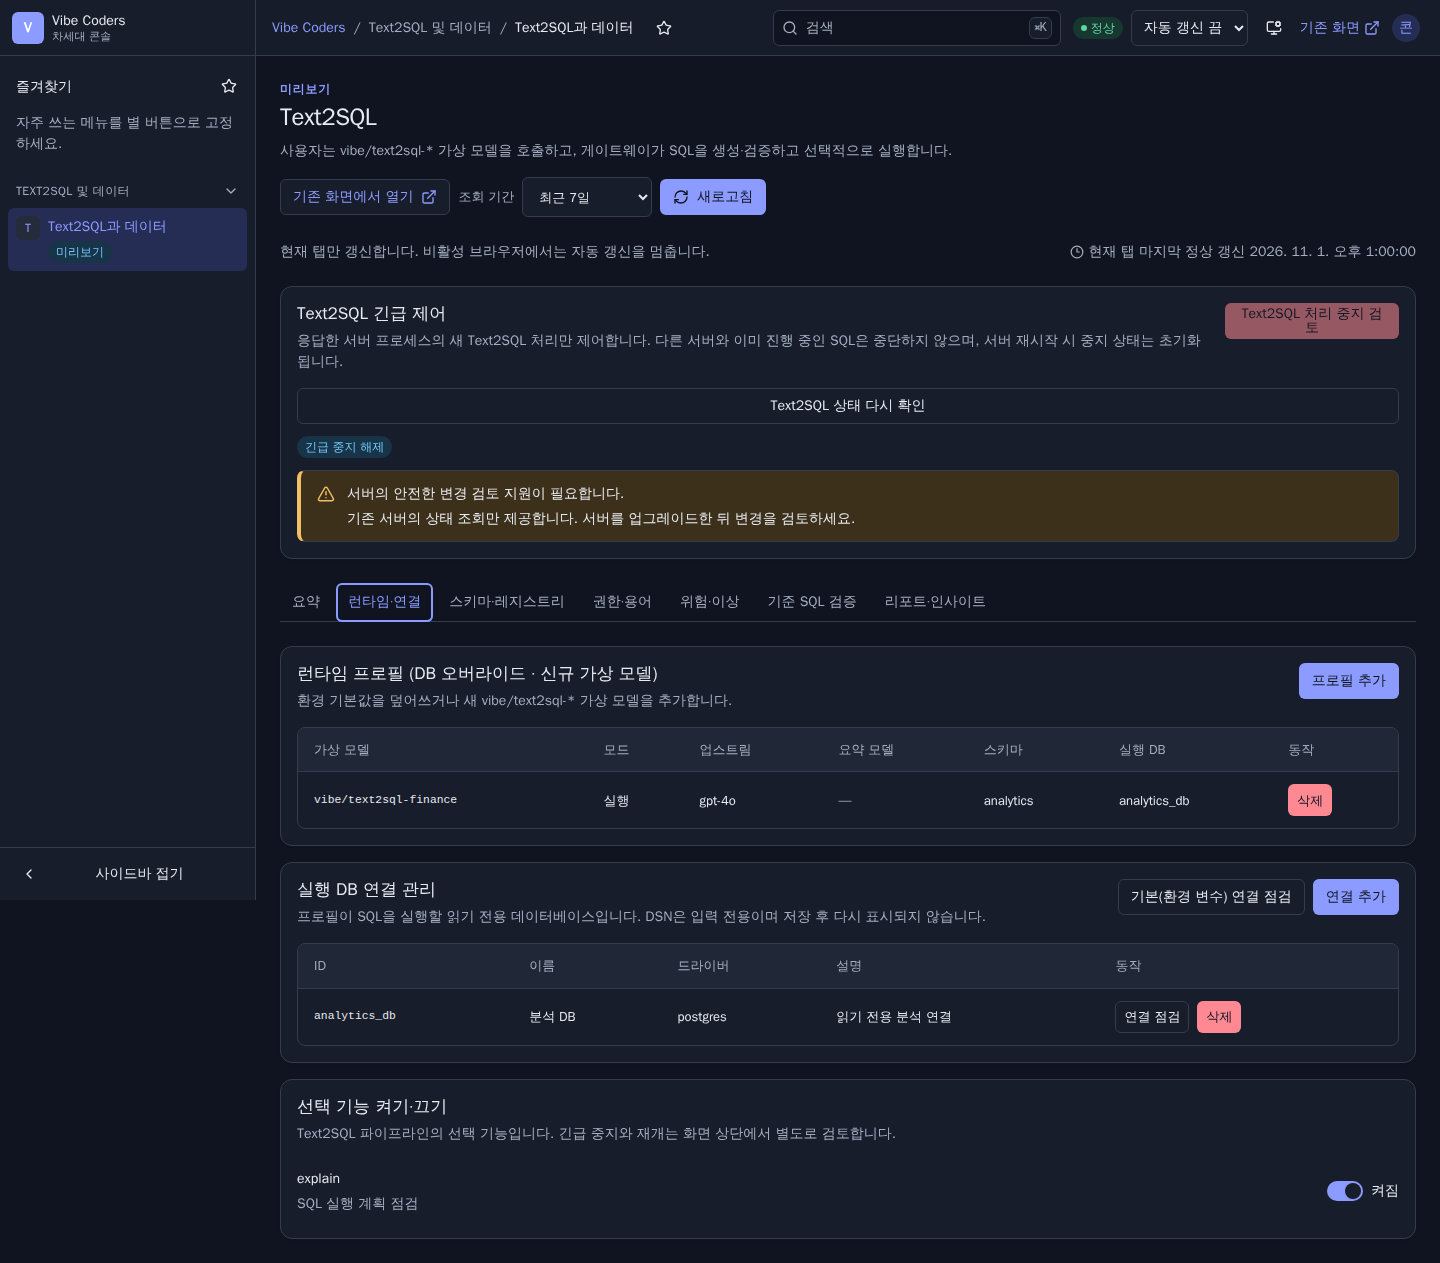 V
Vibe Coders
차세대 콘솔
Vibe Coders / Text2SQL 및 데이터 / Text2SQL과 데이터
검색
⌘K
정상
자동 갱신 끔
기존 화면
콘
즐겨찾기
자주 쓰는 메뉴를 별 버튼으로 고정
하세요.
TEXT2SQL 및 데이터
T
Text2SQL과 데이터
미리보기
사이드바 접기
미리보기
Text2SQL
사용자는 vibe/text2sql-* 가상 모델을 호출하고, 게이트웨이가 SQL을 생성·검증하고 선택적으로 실행합니다.
기존 화면에서 열기
조회 기간
최근 7일
새로고침
현재 탭만 갱신합니다. 비활성 브라우저에서는 자동 갱신을 멈춥니다.
현재 탭 마지막 정상 갱신 2026. 11. 1. 오후 1:00:00
Text2SQL 긴급 제어
응답한 서버 프로세스의 새 Text2SQL 처리만 제어합니다. 다른 서버와 이미 진행 중인 SQL은 중단하지 않으며, 서버 재시작 시 중지 상태는 초기화
됩니다.
Text2SQL 처리 중지 검
토
Text2SQL 상태 다시 확인
긴급 중지 해제
서버의 안전한 변경 검토 지원이 필요합니다.
기존 서버의 상태 조회만 제공합니다. 서버를 업그레이드한 뒤 변경을 검토하세요.
요약 런타임·연결 스키마·레지스트리 권한·용어 위험·이상 기준 SQL 검증 리포트·인사이트
런타임 프로필 (DB 오버라이드 · 신규 가상 모델)
환경 기본값을 덮어쓰거나 새 vibe/text2sql-* 가상 모델을 추가합니다.
프로필 추가
가상 모델 모드 업스트림 요약 모델 스키마 실행 DB 동작
vibe/text2sql-finance 실행 gpt-4o — analytics analytics_db 삭제
실행 DB 연결 관리
프로필이 SQL을 실행할 읽기 전용 데이터베이스입니다. DSN은 입력 전용이며 저장 후 다시 표시되지 않습니다.
기본(환경 변수) 연결 점검
연결 추가
ID 이름 드라이버 설명 동작
analytics_db 분석 DB postgres 읽기 전용 분석 연결 연결 점검 삭제
선택 기능 켜기·끄기
Text2SQL 파이프라인의 선택 기능입니다. 긴급 중지와 재개는 화면 상단에서 별도로 검토합니다.
explain
SQL 실행 계획 점검
켜짐